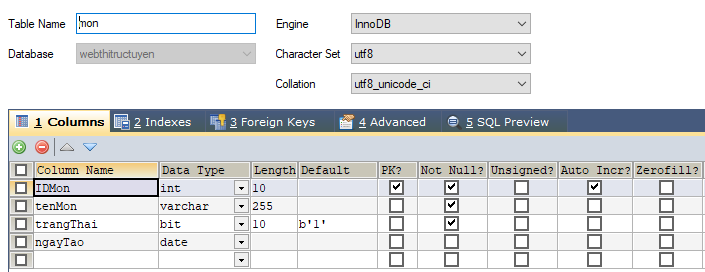 Table Name mon Engine InnoDB
Database webthitructuyen Character Set utf8
Collation utf8_unicode_ci
1 Columns 2 Indexes 3 Foreign Keys 4 Advanced 5 SQL Preview
Column Name Data Type Length Default PK? Not Null? Unsigned? Auto Incr? Zerofill?
IDMon int 10
tenMon varchar 255
trangThai bit 10 b'1'
ngayTao date